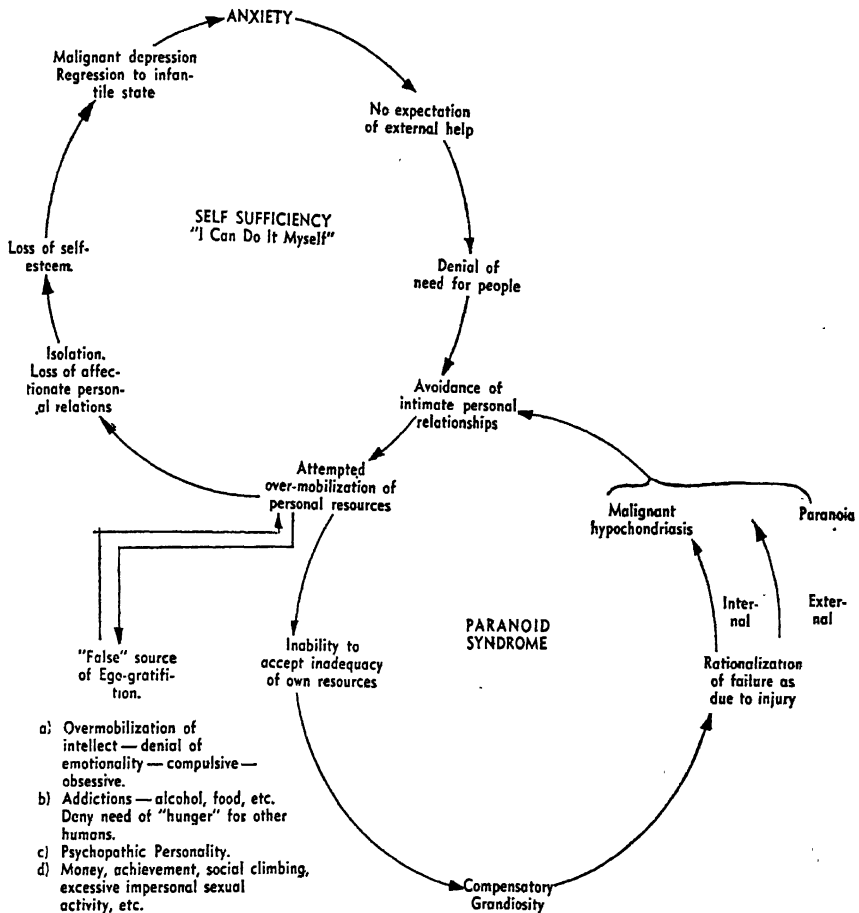 ANXIETY
Malignant depression
Regression to infan-
tile state
No expectation
of external help
SELF SUFFICIENCY
"I Can Do It Myself"
Loss of self-
esteem.
Denial of
need for people
Isolation.
Loss of affec-
tionate person-
al relations
Avoidance of
intimate personal
relationships
Attempted
over-mobilization of
personal resources
Malignant
hypochondriasis
Paranoia
Inter-
nal
Exter-
nal
PARANOID
SYNDROME
"False" source
of Ego-gratifi-
tion.
Inability to
accept inadequacy
of own resources
Rationalization
of failure as
due to injury
a) Overmobilization of
intellect — denial of
emotionality — compulsive —
obsessive.
b) Addictions — alcohol, food, etc.
Deny need of "hunger" for other
humans.
c) Psychopathic Personality.
d) Money, achievement, social climbing,
excessive impersonal sexual
activity, etc.
Compensatory
Grandiosity